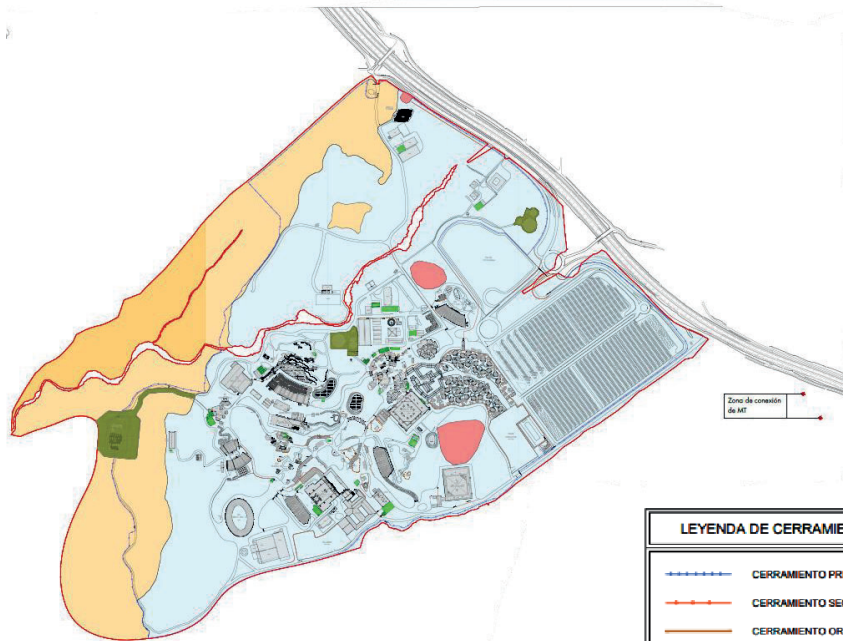 Zona de conexión
de MT
LEYENDA DE CERRAMIE
CERRAMIENTO PR
CERRAMIENTO SE
CERRAMIENTO OR